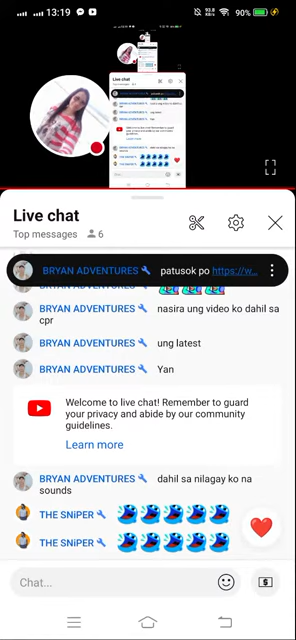 13:19
93.8
KB/s
90%
Live chat
Top messages 6
BRYAN ADVENTURES patusok po https://w...
BRYAN ADVENTURES nasira ung video ko dahil sa
cpr
BRYAN ADVENTURES ung latest
BRYAN ADVENTURES Yan
Welcome to live chat! Remember to guard
your privacy and abide by our community
guidelines.
Learn more
BRYAN ADVENTURES dahil sa nilagay ko na
sounds
THE SNiPER
THE SNiPER
Chat...